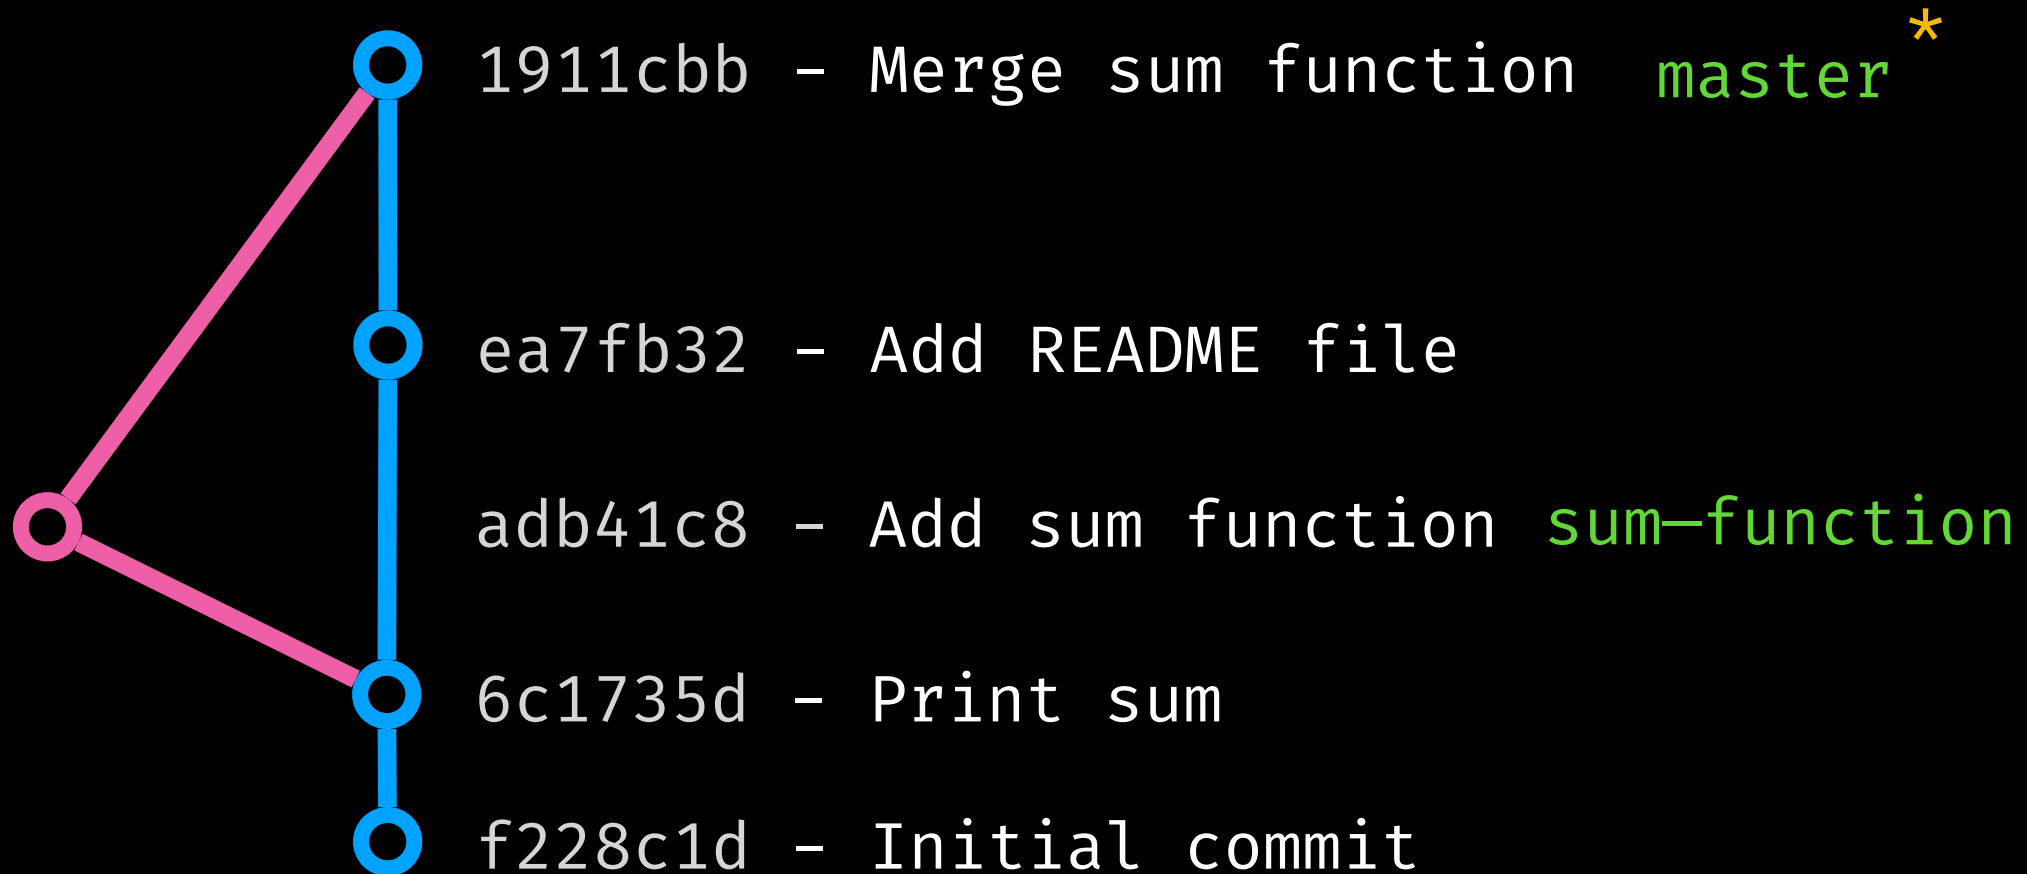 1911cbb – Merge sum function master*
ea7fb32 – Add README file
adb41c8 – Add sum function sum–function
6c1735d – Print sum
f228c1d – Initial commit